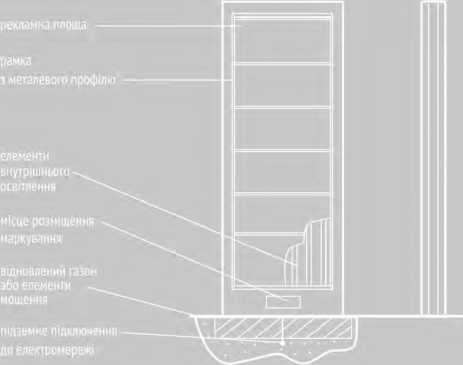 рекламна площа
рамка
з металевого профілю
елементи
внутрішнього
освітлення
місце розміщення
маркування
відновлений газон
або елементи
мощення
підземне підключення
до електромережі